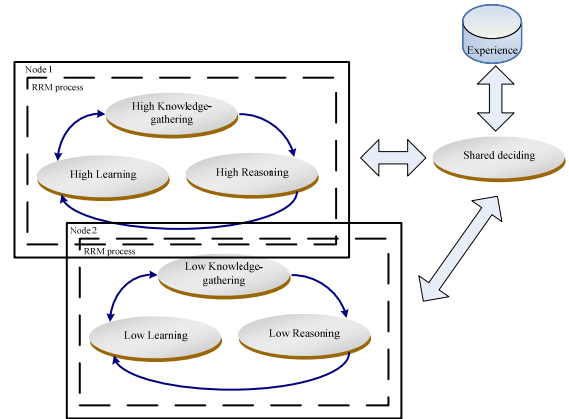 Experience
Node 1
RRM process
High Knowledge-
gathering
High Learning
High Reasoning
Shared deciding
Node 2
RRM process
Low Knowledge-
gathering
Low Learning
Low Reasoning